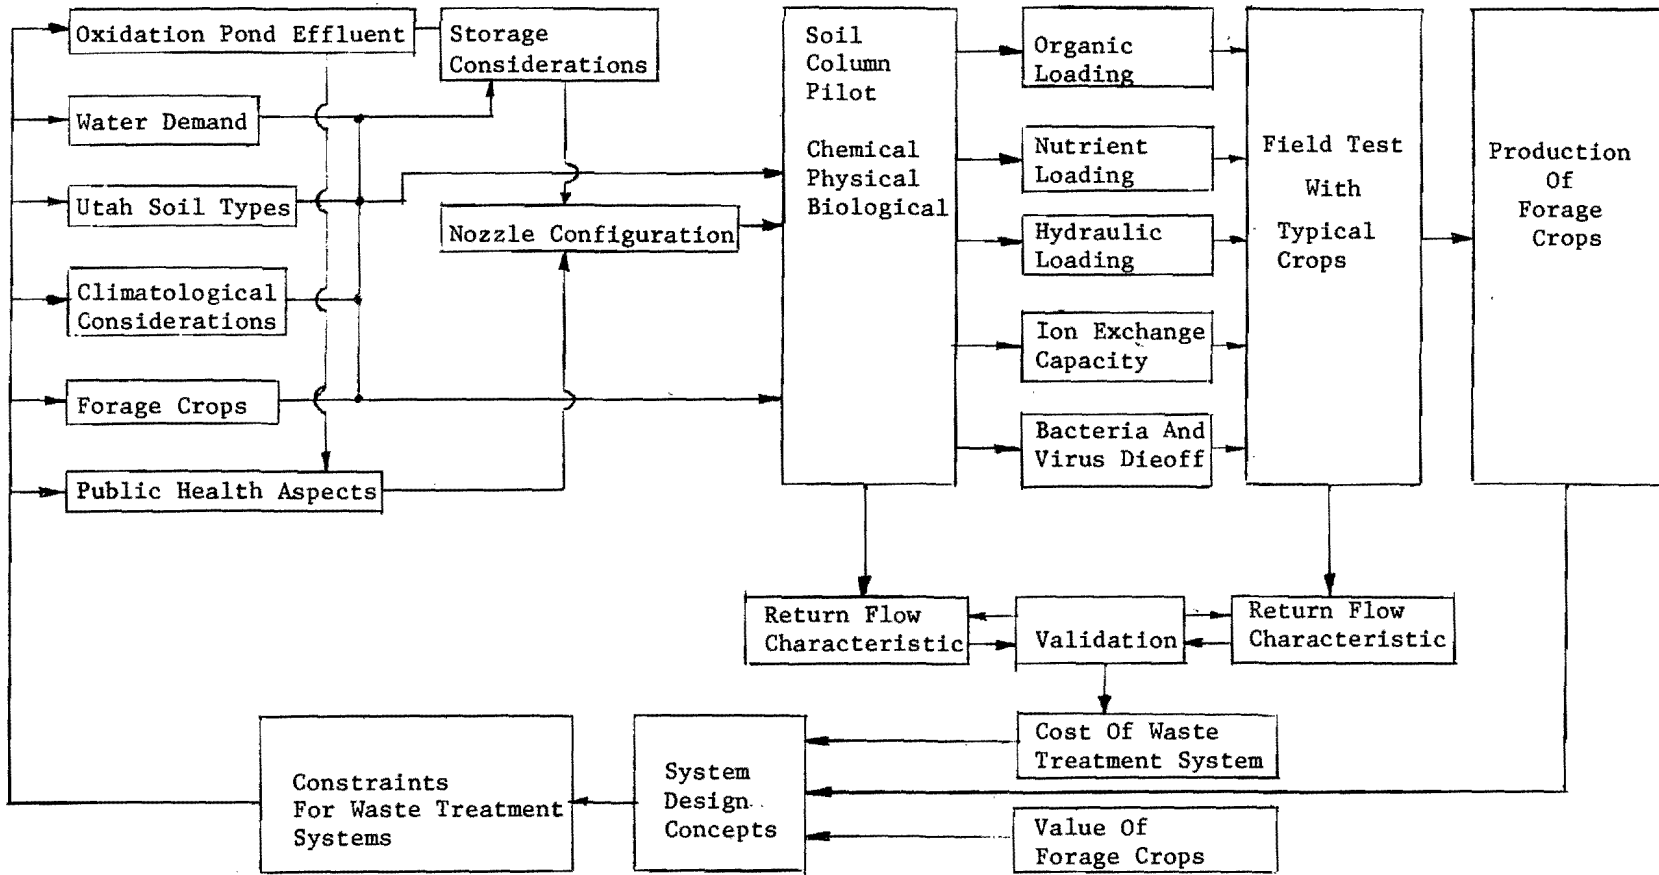 Oxidation Pond Effluent
Storage
Considerations
Water Demand
Utah Soil Types
Nozzle Configuration
Climatological
Considerations
Forage Crops
Public Health Aspects
Soil
Column
Pilot
Chemical
Physical
Biological
Organic
Loading
Nutrient
Loading
Hydraulic
Loading
Ion Exchange
Capacity
Bacteria And
Virus Dieoff
Field Test
With
Typical
Crops
Production
Of
Forage
Crops
Return Flow
Characteristic
Validation
Return Flow
Characteristic
Cost Of Waste
Treatment System
Value Of
Forage Crops
System
Design
Concepts
Constraints
For Waste Treatment
Systems